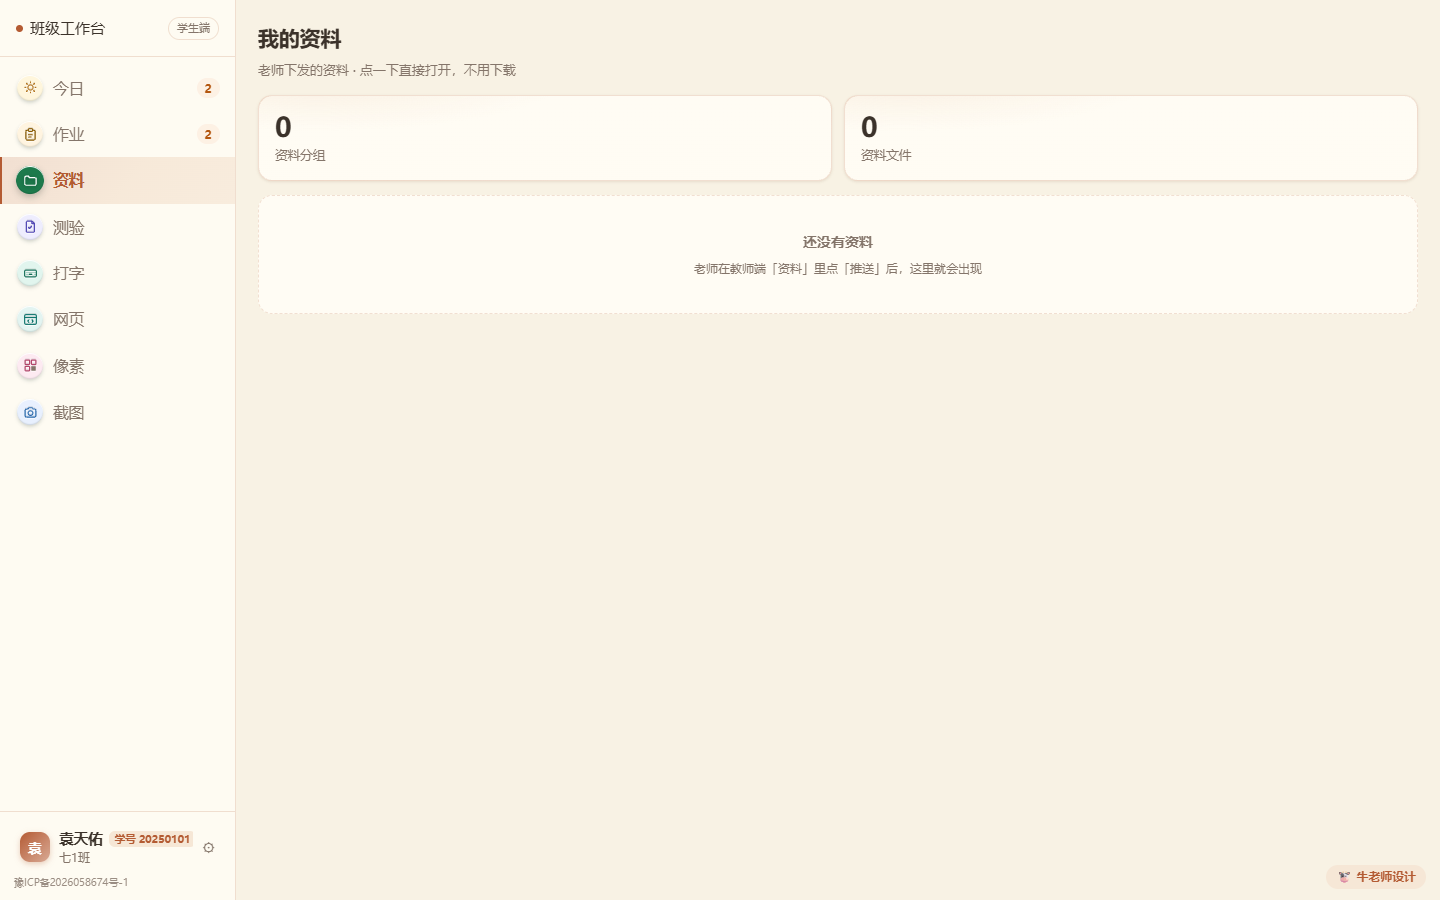 班级工作台
学生端
今日 2
作业 2
资料
测验
打字
网页
像素
截图
袁
袁天佑 学号 20250101
七1班
豫ICP备2026058674号-1
我的资料
老师下发的资料 · 点一下直接打开，不用下载
0
资料分组
0
资料文件
还没有资料
老师在教师端「资料」里点「推送」后，这里就会出现
牛老师设计